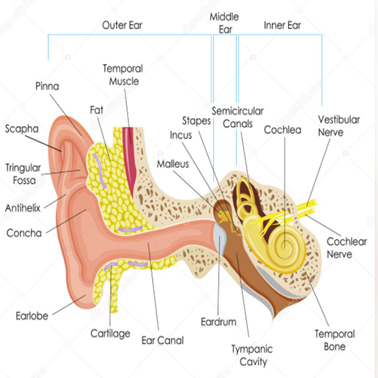 Outer Ear
Middle
Ear
Inner Ear
Temporal
Muscle
Pinna
Fat
Scapha
Tringular
Fossa
Antihelix
Concha
Earlobe
Cartilage
Ear Canal
Stapes
Incus
Malleus
Semicircular
Canals
Cochlea
Vestibular
Nerve
Cochlear
Nerve
Eardrum
Tympanic
Cavity
Temporal
Bone